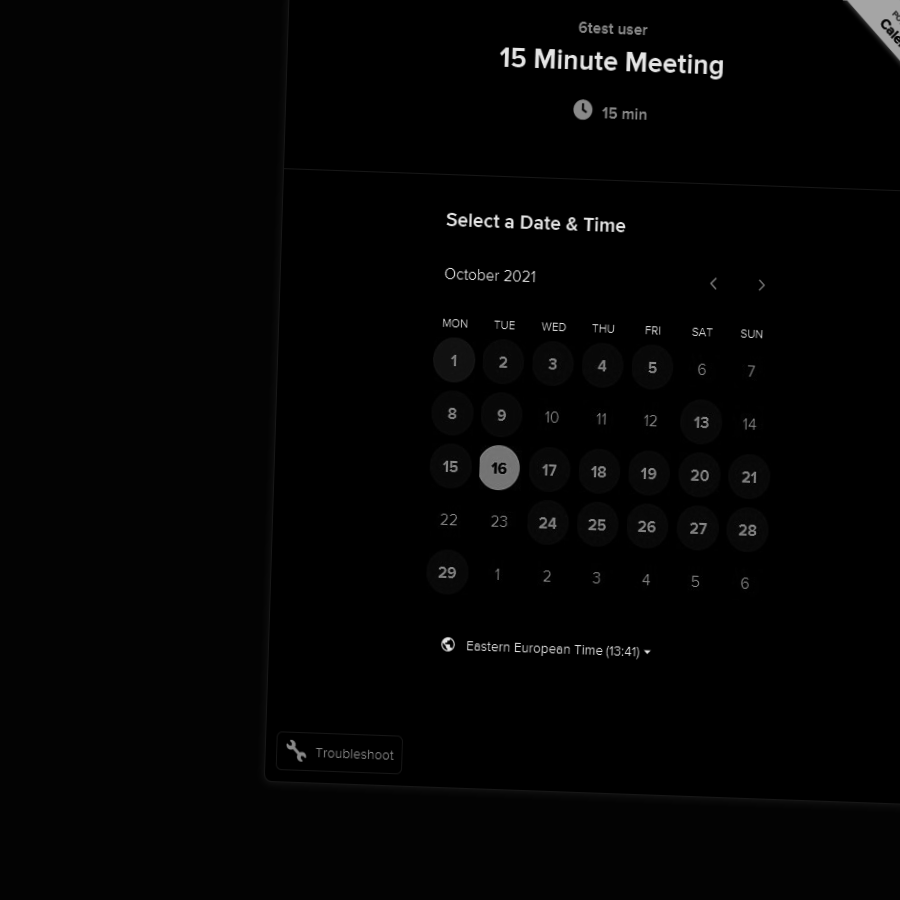 6test user
15 Minute Meeting
15 min
Select a Date & Time
October 2021
MON TUE WED THU FRI SAT SUN
1 2 3 4 5 6 7
8 9 10 11 12 13 14
15 16 17 18 19 20 21
22 23 24 25 26 27 28
29 1 2 3 4 5 6
Eastern European Time (13:41)
Troubleshoot